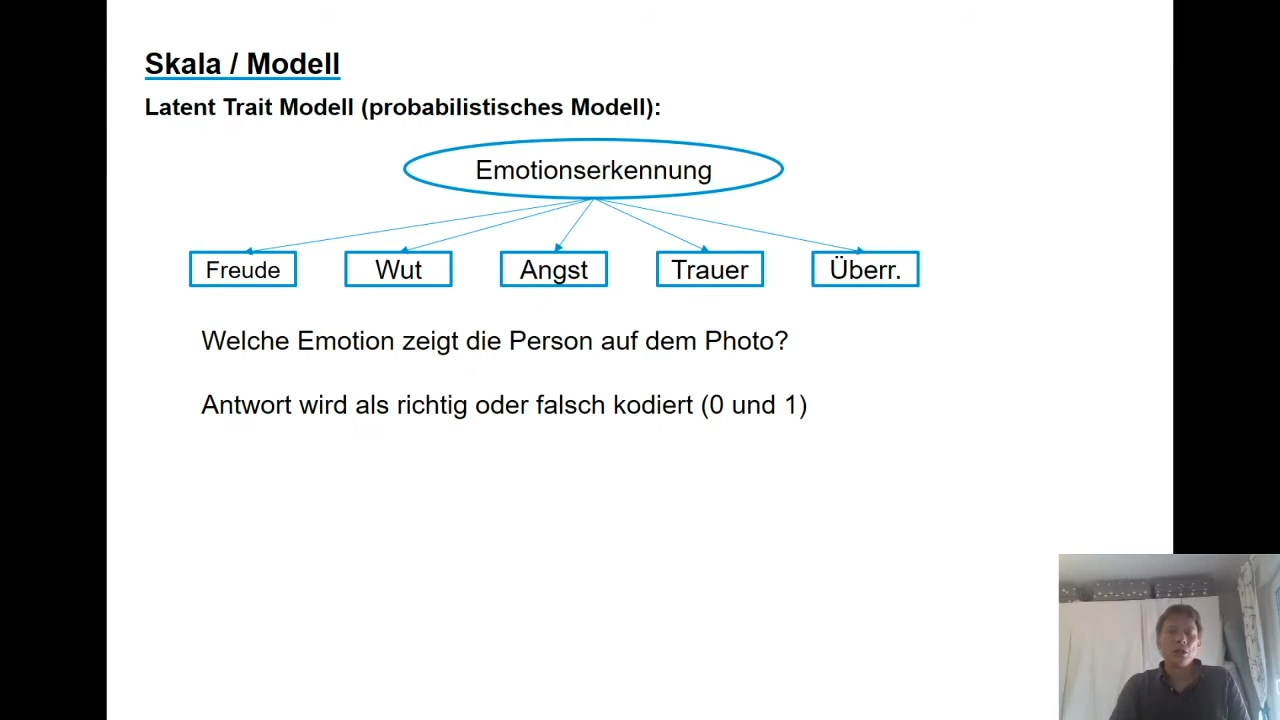 Skala / Modell
Latent Trait Modell (probabilistisches Modell):
Emotionserkennung
Freude Wut Angst Trauer Überr.
Welche Emotion zeigt die Person auf dem Photo?
Antwort wird als richtig oder falsch kodiert (0 und 1)